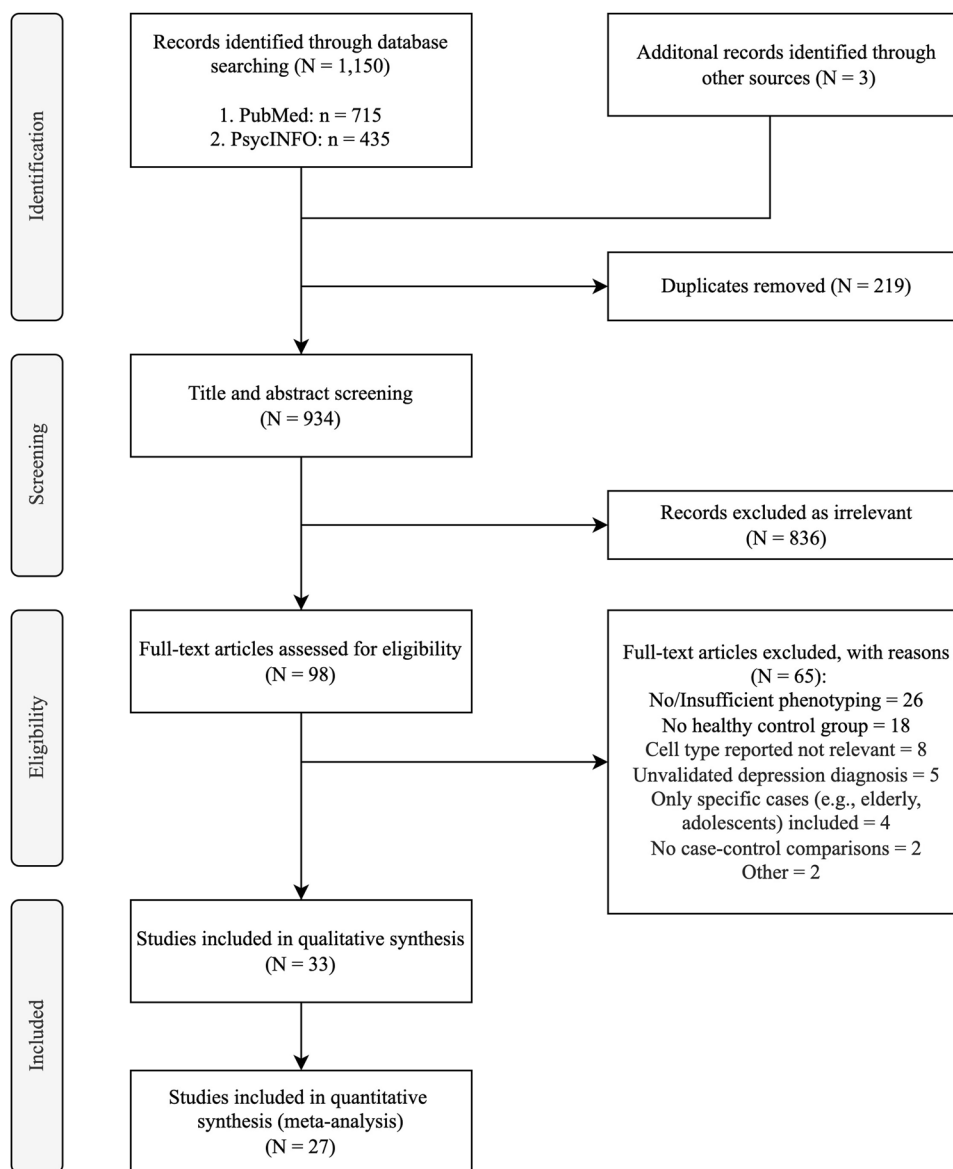 Identification
Records identified through database
searching (N = 1,150)
1. PubMed: n = 715
2. PsycINFO: n = 435
Additonal records identified through
other sources (N = 3)
Duplicates removed (N = 219)
Screening
Title and abstract screening
(N = 934)
Records excluded as irrelevant
(N = 836)
Eligibility
Full-text articles assessed for eligibility
(N = 98)
Full-text articles excluded, with reasons
(N = 65):
No/Insufficient phenotyping = 26
No healthy control group = 18
Cell type reported not relevant = 8
Unvalidated depression diagnosis = 5
Only specific cases (e.g., elderly,
adolescents) included = 4
No case-control comparisons = 2
Other = 2
Included
Studies included in qualitative synthesis
(N = 33)
Studies included in quantitative
synthesis (meta-analysis)
(N = 27)